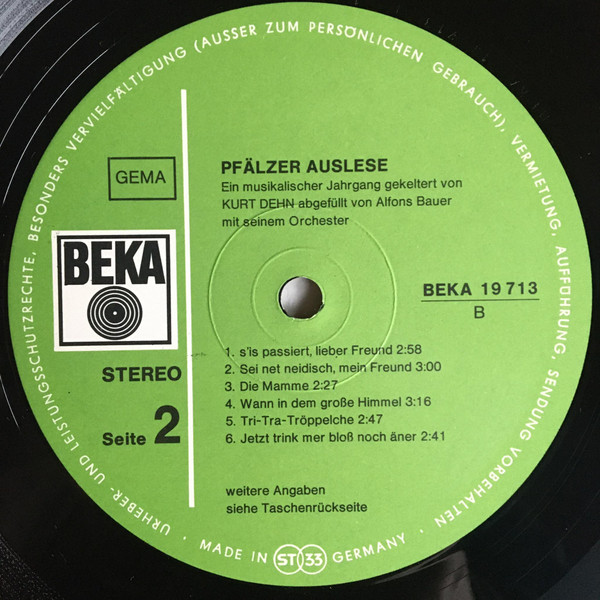 URHEBER- UND LEISTUNGSSCHUTZRECHTE, BESONDERS VERVIELFÄLTIGUNG (AUSSER ZUM PERSÖNLICHEN GEBRAUCH), VERMIETUNG, AUFFÜHRUNG, SENDUNG VORBEHALTEN ·
GEMA
PFÄLZER AUSLESE
Ein musikalischer Jahrgang gekeltert von
KURT DEHN abgefüllt von Alfons Bauer
mit seinem Orchester
BEKA
BEKA 19 713
B
STEREO
Seite 2
1. s'is passiert, lieber Freund 2:58
2. Sei net neidisch, mein Freund 3:00
3. Die Mamme 2:27
4. Wann in dem große Himmel 3:16
5. Tri-Tra-Tröppelche 2:47
6. Jetzt trink mer bloß noch äner 2:41
weitere Angaben
siehe Taschenrückseite
· MADE IN ST 33 GERMANY ·